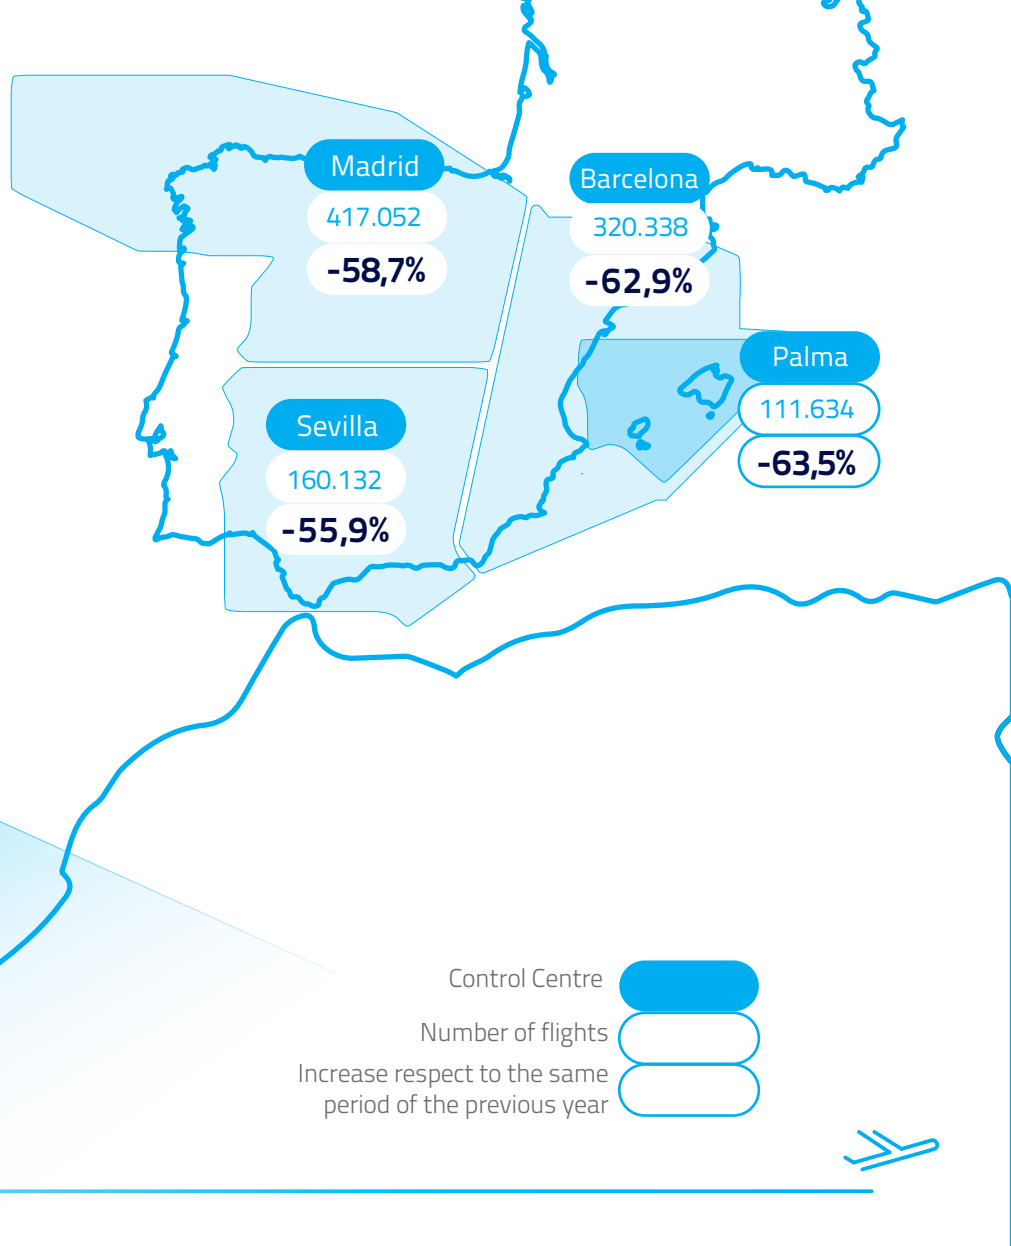 Madrid
417.052
-58,7%
Barcelona
320.338
-62,9%
Palma
111.634
-63,5%
Sevilla
160.132
-55,9%
Control Centre
Number of flights
Increase respect to the same
period of the previous year